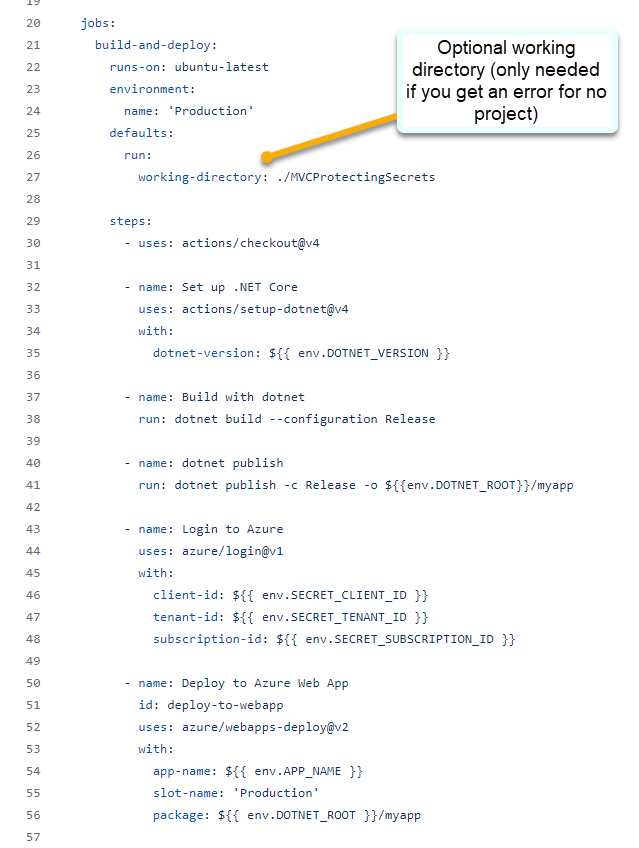 19
20 jobs:
21   build-and-deploy:
22     runs-on: ubuntu-latest
23     environment:
24       name: 'Production'
25     defaults:
26       run:
27         working-directory: ./MVCProtectingSecrets
Optional working
directory (only needed
if you get an error for no
project)
28
29     steps:
30       - uses: actions/checkout@v4
31
32       - name: Set up .NET Core
33         uses: actions/setup-dotnet@v4
34         with:
35           dotnet-version: ${{ env.DOTNET_VERSION }}
36
37       - name: Build with dotnet
38         run: dotnet build --configuration Release
39
40       - name: dotnet publish
41         run: dotnet publish -c Release -o ${{env.DOTNET_ROOT}}/myapp
42
43       - name: Login to Azure
44         uses: azure/login@v1
45         with:
46           client-id: ${{ env.SECRET_CLIENT_ID }}
47           tenant-id: ${{ env.SECRET_TENANT_ID }}
48           subscription-id: ${{ env.SECRET_SUBSCRIPTION_ID }}
49
50       - name: Deploy to Azure Web App
51         id: deploy-to-webapp
52         uses: azure/webapps-deploy@v2
53         with:
54           app-name: ${{ env.APP_NAME }}
55           slot-name: 'Production'
56           package: ${{ env.DOTNET_ROOT }}/myapp
57